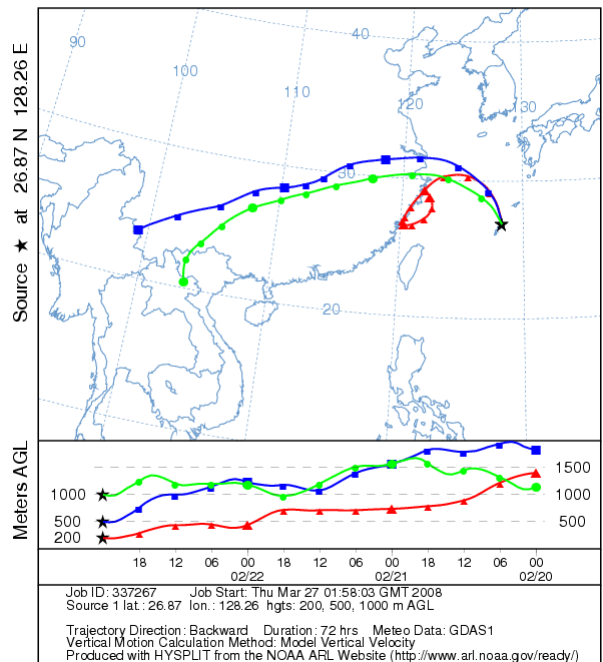 Source ★ at 26.87 N 128.26 E
90
100
110
40
120
130
30
20
Meters AGL
1500
1000
1000
500
500
200
18 12 06 00 18 12 06 00 18 12 06 00
02/22 02/21 02/20
Job ID: 337267 Job Start: Thu Mar 27 01:58:03 GMT 2008
Source 1 lat.: 26.87 lon.: 128.26 hgts: 200, 500, 1000 m AGL
Trajectory Direction: Backward Duration: 72 hrs Meteo Data: GDAS1
Vertical Motion Calculation Method: Model Vertical Velocity
Produced with HYSPLIT from the NOAA ARL Website (http://www.arl.noaa.gov/ready/)